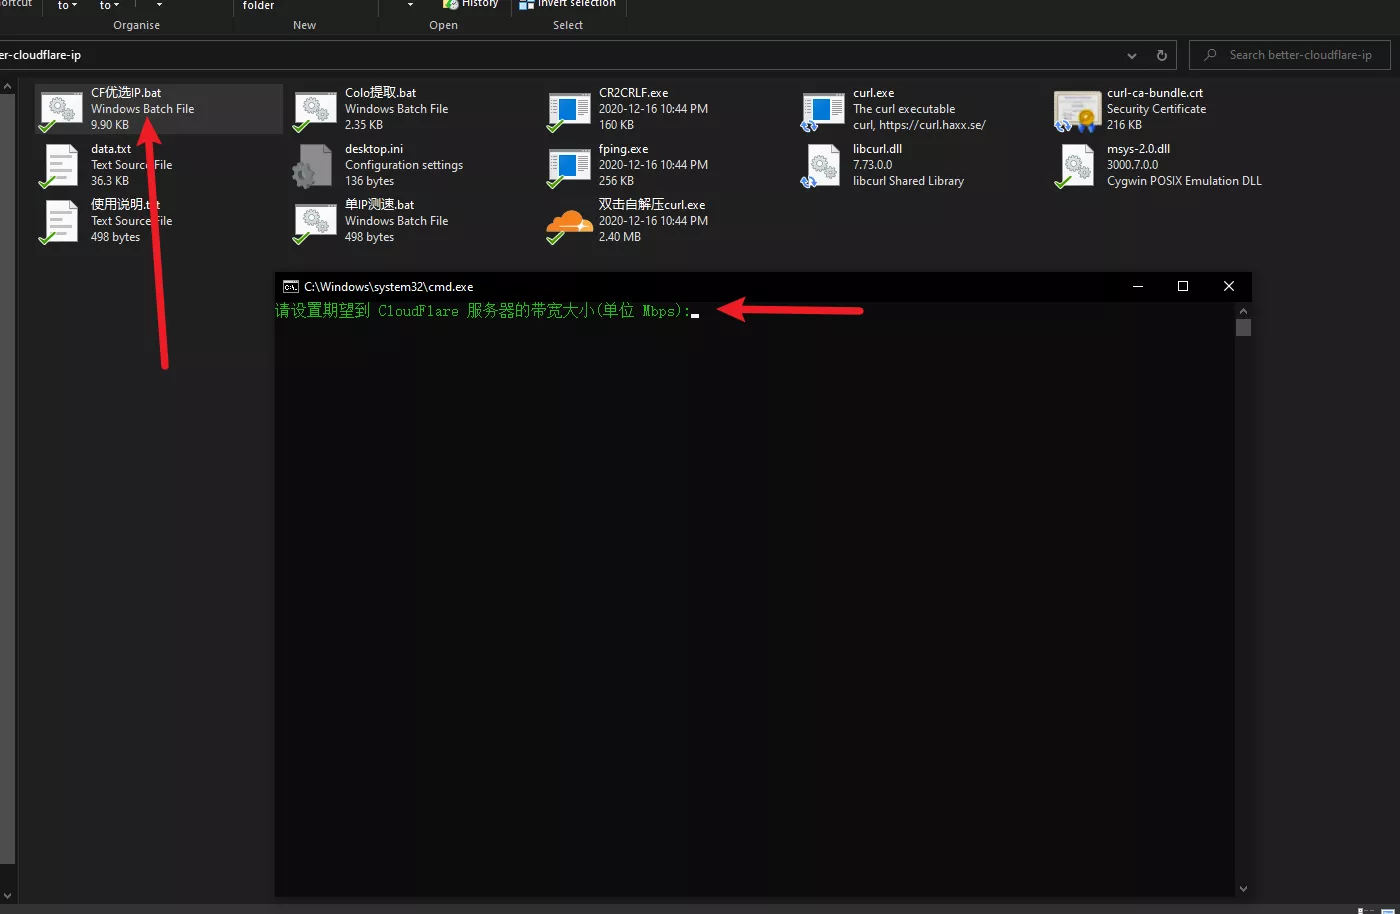 to to
folder
History
Invert selection
Organise
New
Open
Select
er-cloudflare-ip
Search better-cloudflare-ip
CF优选IP.bat
Windows Batch File
9.90 KB
Colo提取.bat
Windows Batch File
2.35 KB
CR2CRLF.exe
2020-12-16 10:44 PM
160 KB
curl.exe
The curl executable
curl, https://curl.haxx.se/
curl-ca-bundle.crt
Security Certificate
216 KB
data.txt
Text Source File
36.3 KB
desktop.ini
Configuration settings
136 bytes
fping.exe
2020-12-16 10:44 PM
256 KB
libcurl.dll
7.73.0.0
libcurl Shared Library
msys-2.0.dll
3000.7.0.0
Cygwin POSIX Emulation DLL
使用说明.txt
Text Source File
498 bytes
单IP测速.bat
Windows Batch File
498 bytes
双击自解压curl.exe
2020-12-16 10:44 PM
2.40 MB
C:\Windows\system32\cmd.exe
请设置期望到 CloudFlare 服务器的带宽大小(单位 Mbps):